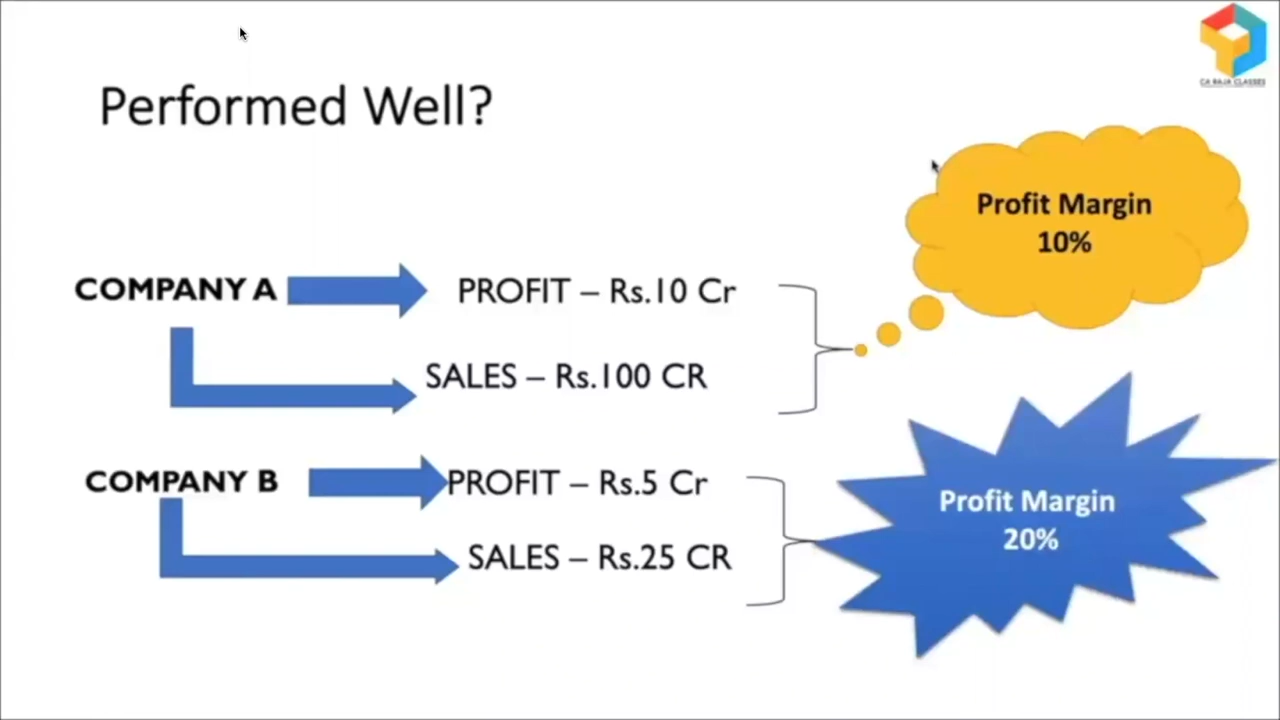 CA RAJA CLASSES
Performed Well?
Profit Margin
10%
COMPANY A
PROFIT – Rs.10 Cr
SALES – Rs.100 CR
COMPANY B
PROFIT – Rs.5 Cr
SALES – Rs.25 CR
Profit Margin
20%